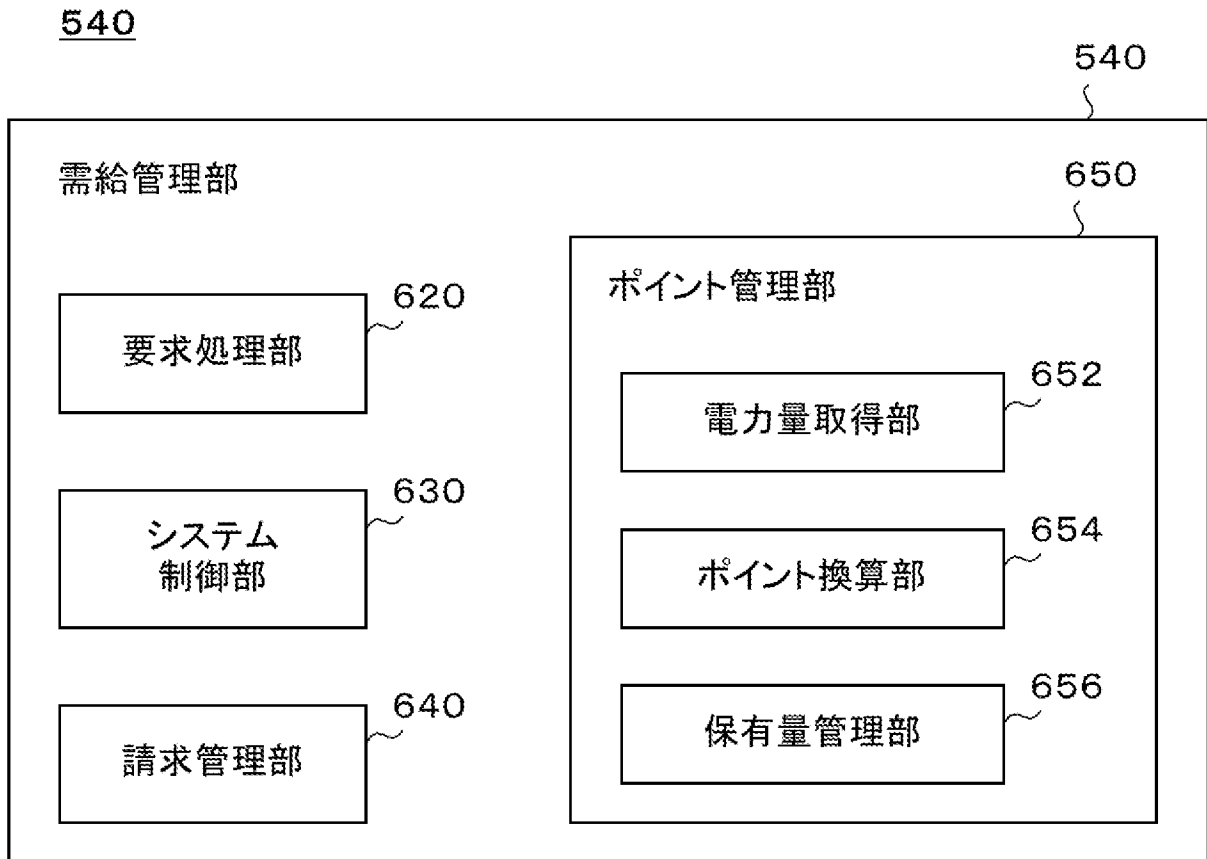 540
540
需給管理部
650
ポイント管理部
620
要求処理部
652
電力量取得部
630
システム
制御部
654
ポイント換算部
640
請求管理部
656
保有量管理部